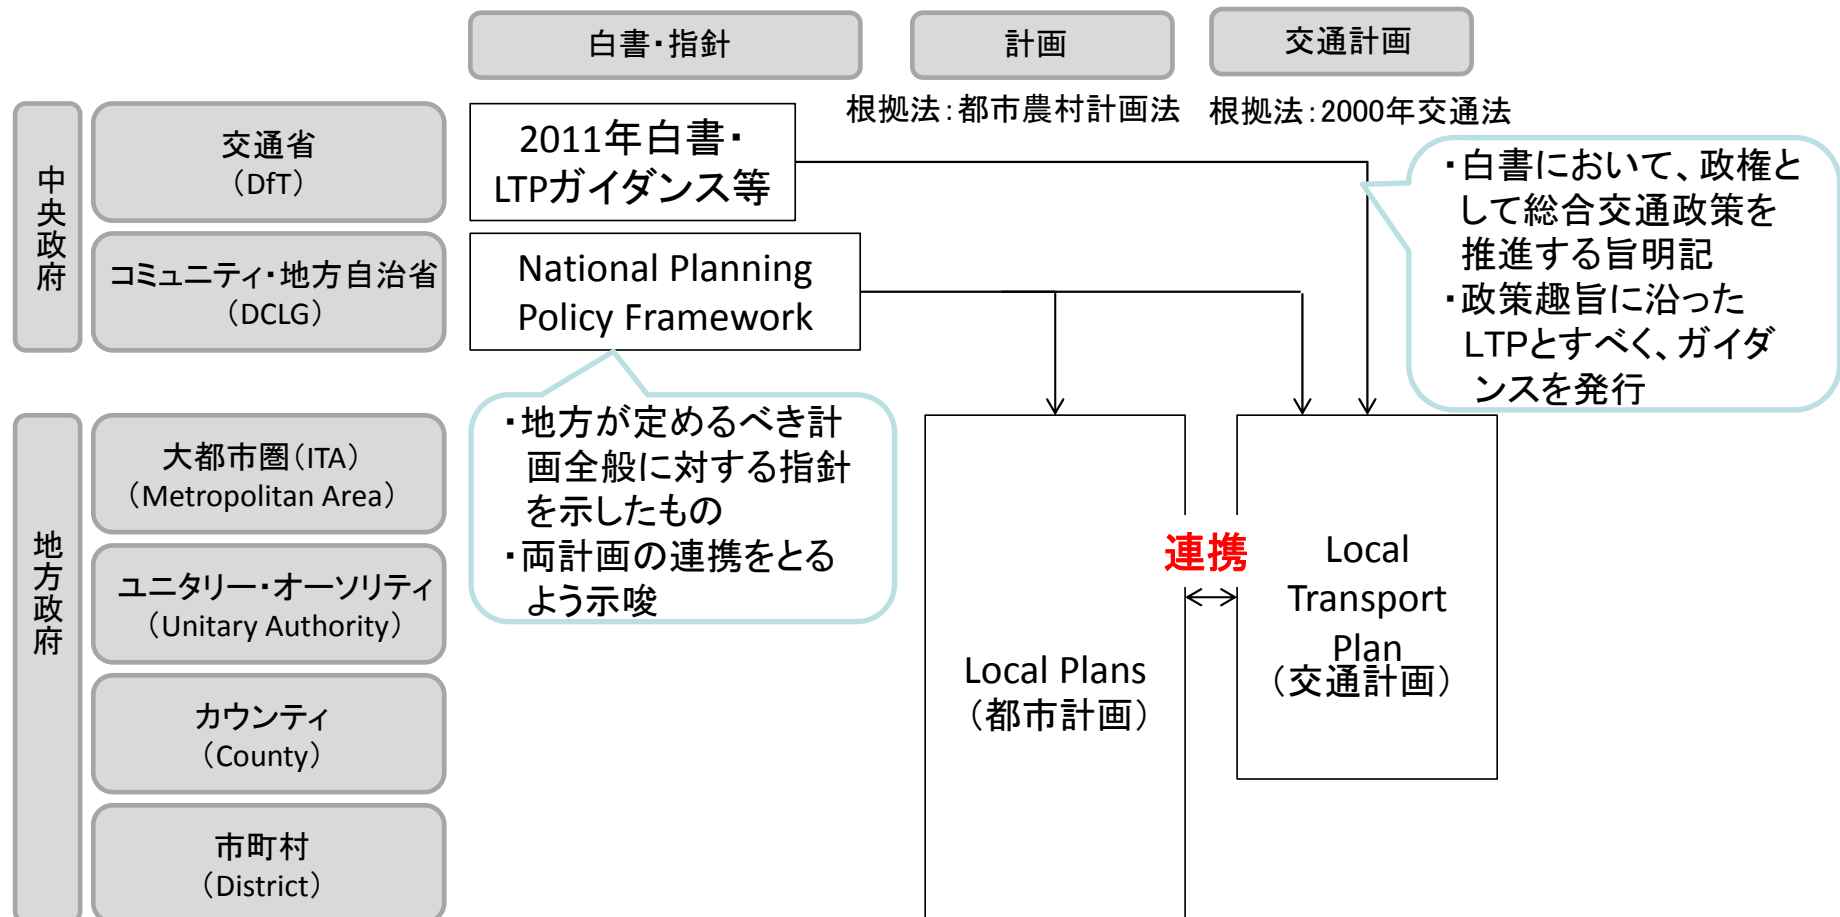 白書・指針
計画
交通計画
根拠法：都市農村計画法
根拠法：2000年交通法
中央政府
交通省
（DfT）
2011年白書・
LTPガイダンス等
・白書において、政権と
して総合交通政策を
推進する旨明記
・政策趣旨に沿った
LTPとすべく、ガイダ
ンスを発行
コミュニティ・地方自治省
（DCLG）
National Planning
Policy Framework
・地方が定めるべき計
画全般に対する指針
を示したもの
・両計画の連携をとる
よう示唆
地方政府
大都市圏（ITA）
（Metropolitan Area）
ユニタリー・オーソリティ
（Unitary Authority）
カウンティ
（County）
市町村
（District）
Local Plans
（都市計画）
連携
Local
Transport
Plan
（交通計画）